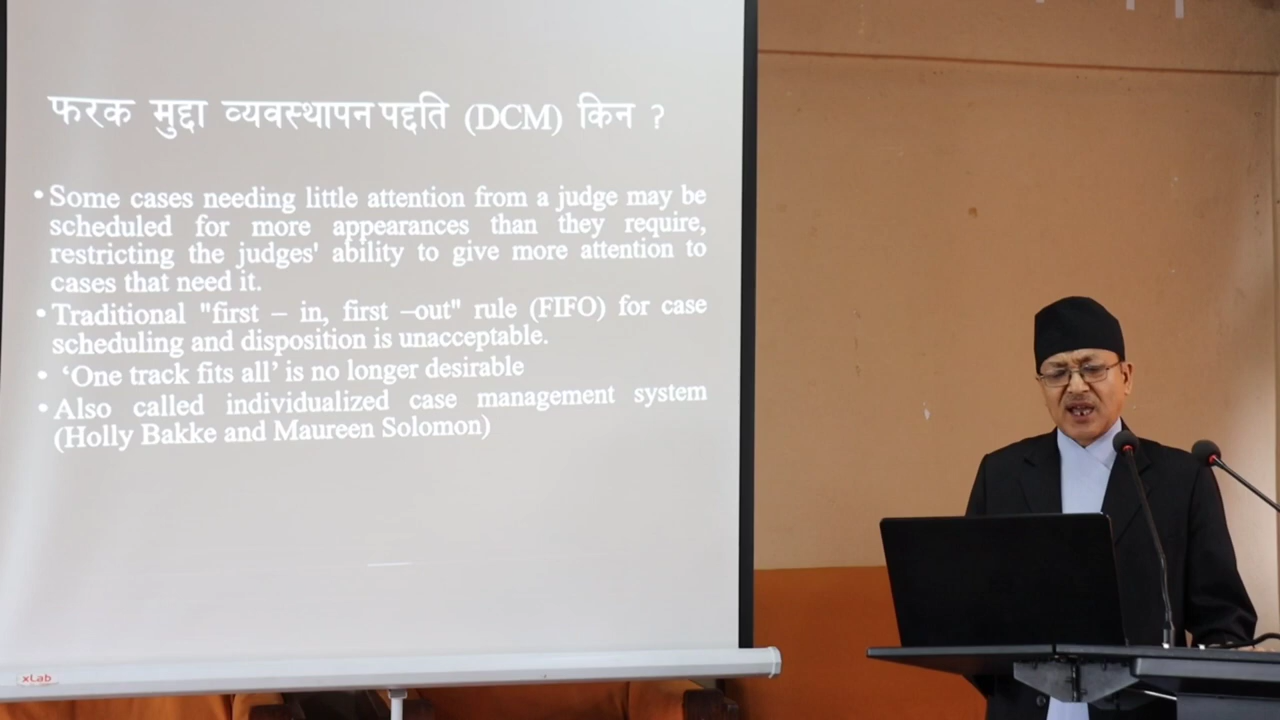 फरक मुद्दा व्यवस्थापन पद्दति (DCM) किन ?
• Some cases needing little attention from a judge may be
scheduled for more appearances than they require,
restricting the judges' ability to give more attention to
cases that need it.
• Traditional "first – in, first –out" rule (FIFO) for case
scheduling and disposition is unacceptable.
• ‘One track fits all’ is no longer desirable
• Also called individualized case management system
(Holly Bakke and Maureen Solomon)
xLab